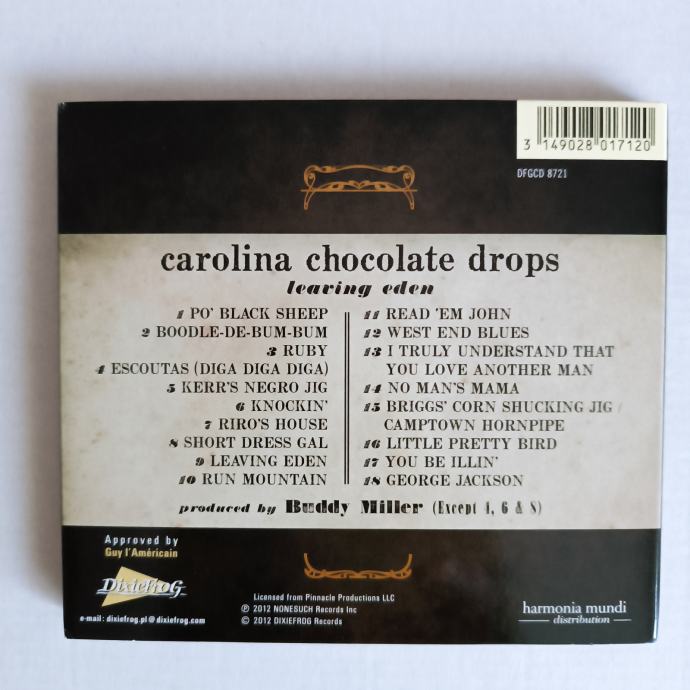 3 149028 017120
DFGCD 8721
carolina chocolate drops
leaving eden
1 PO' BLACK SHEEP
2 BOODLE-DE-BUM-BUM
3 RUBY
4 ESCOUTAS (DIGA DIGA DIGA)
5 KERR'S NEGRO JIG
6 KNOCKIN'
7 RIRO'S HOUSE
8 SHORT DRESS GAL
9 LEAVING EDEN
10 RUN MOUNTAIN
11 READ 'EM JOHN
12 WEST END BLUES
13 I TRULY UNDERSTAND THAT
YOU LOVE ANOTHER MAN
14 NO MAN'S MAMA
15 BRIGGS' CORN SHUCKING JIG /
CAMPTOWN HORNPIPE
16 LITTLE PRETTY BIRD
17 YOU BE ILLIN'
18 GEORGE JACKSON
produced by Buddy Miller (Except 4, 6 & 8)
Approved by
Guy l'Américain
DixieFrog
e-mail: dixiefrog.pl@dixiefrog.com
Licensed from Pinnacle Productions LLC
℗ 2012 NONESUCH Records Inc
© 2012 DIXIEFROG Records
harmonia mundi
distribution